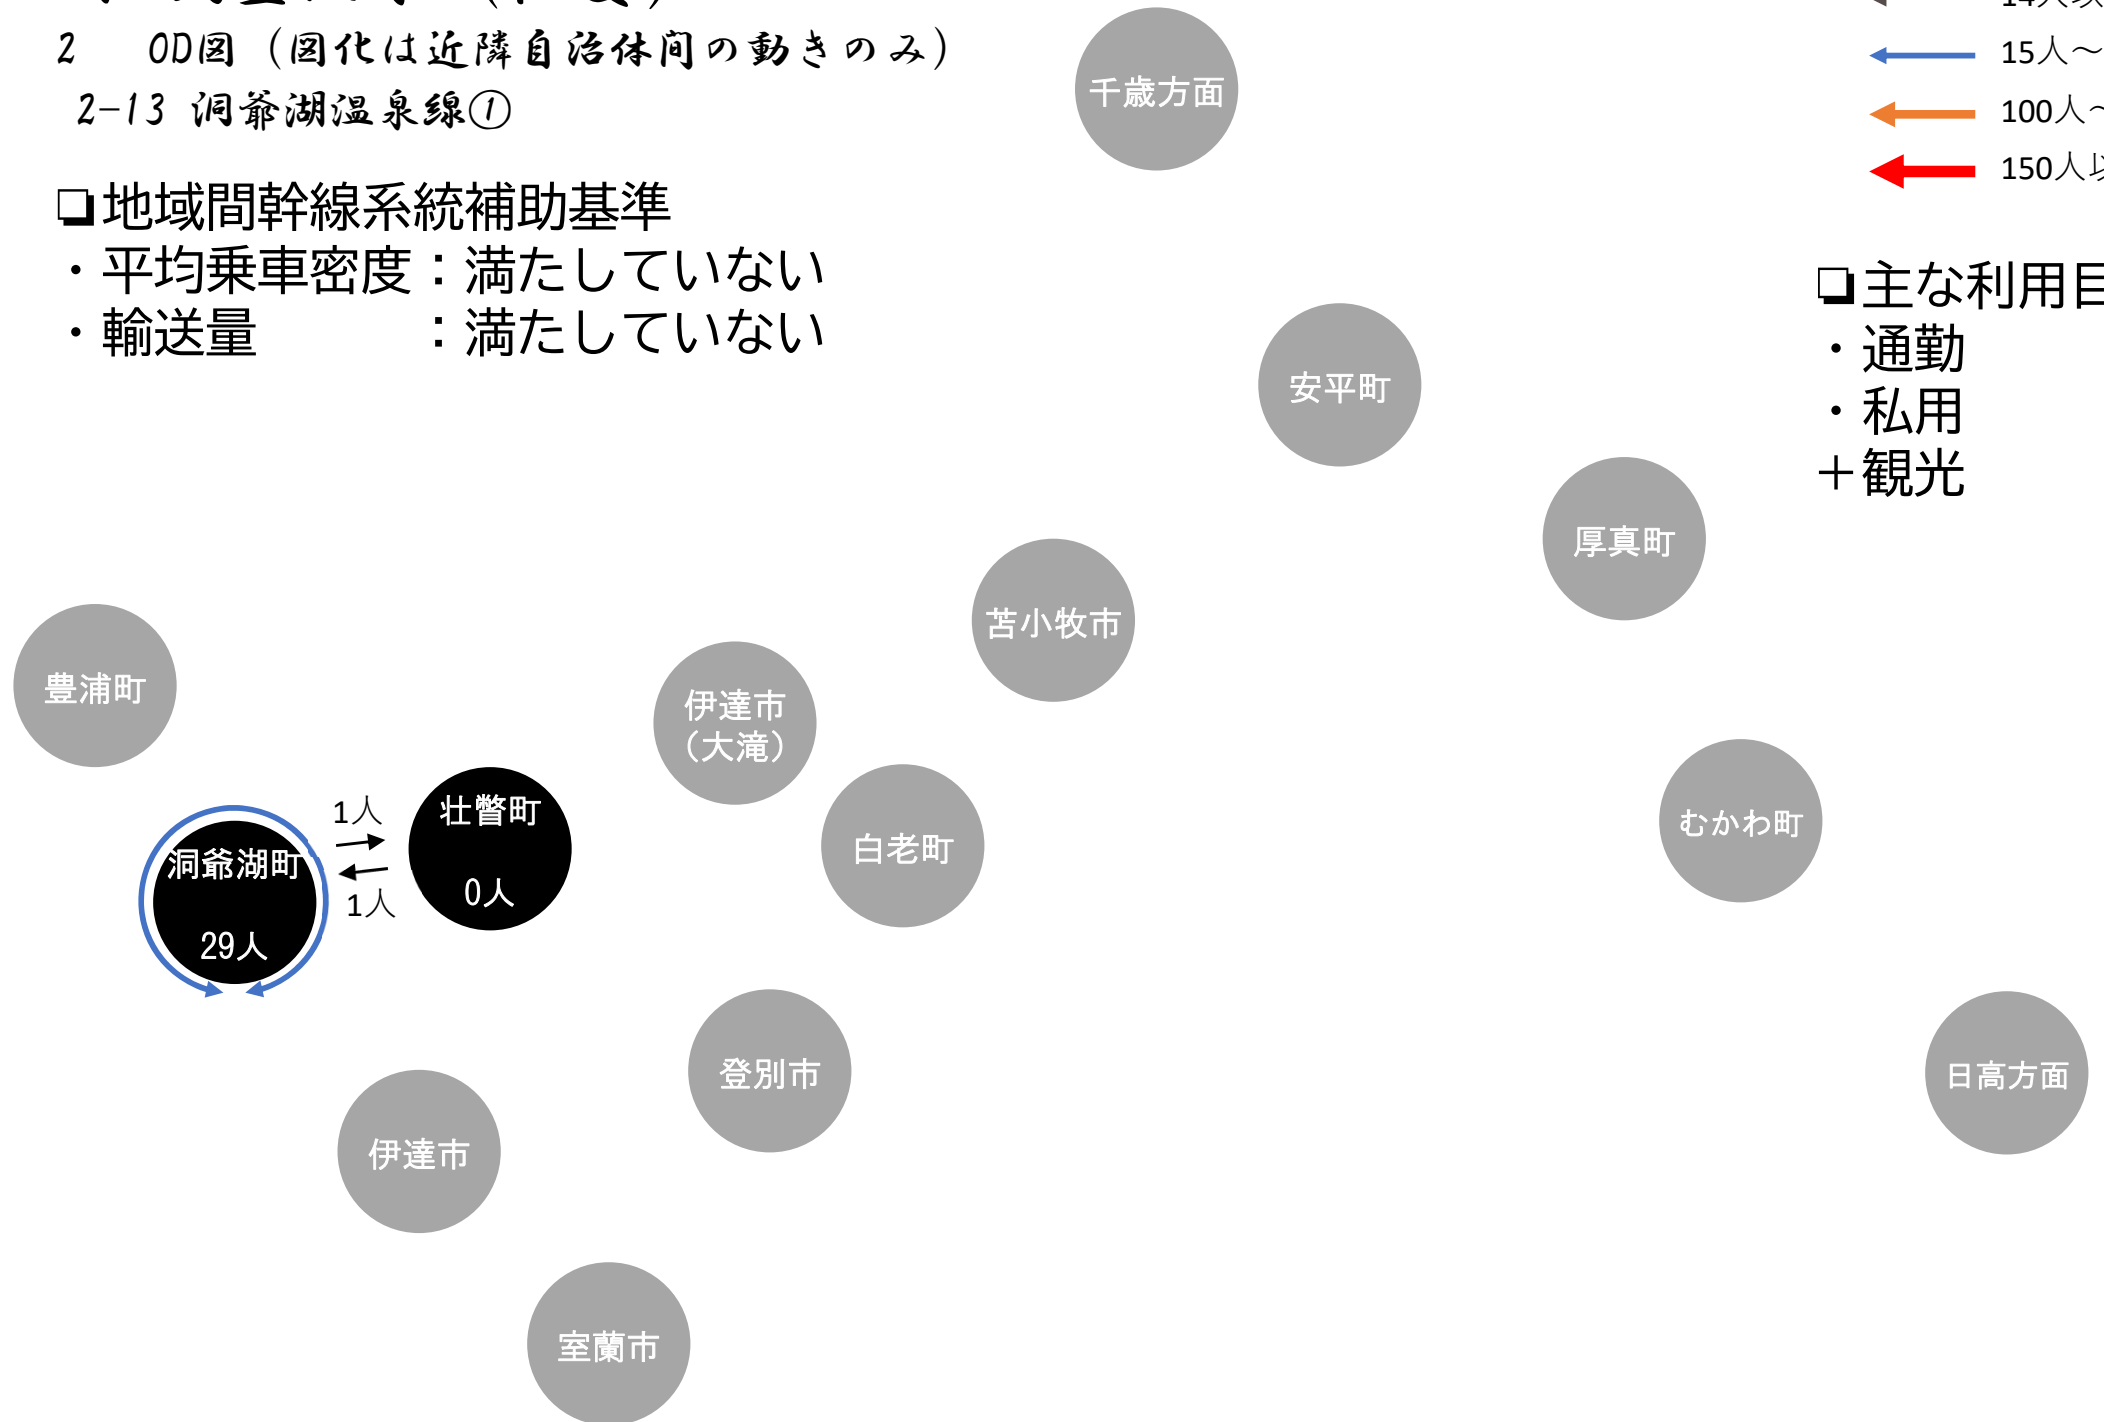 2 OD図（図化は近隣自治体間の動きのみ）
2-13 洞爺湖温泉線①
❏地域間幹線系統補助基準
・平均乗車密度：満たしていない
・輸送量　　　：満たしていない
15人～
100人～
150人以
❏主な利用目
・通勤
・私用
＋観光
千歳方面
安平町
厚真町
苫小牧市
豊浦町
伊達市
（大滝）
白老町
むかわ町
壮瞥町
0人
1人
1人
洞爺湖町
29人
登別市
日高方面
伊達市
室蘭市